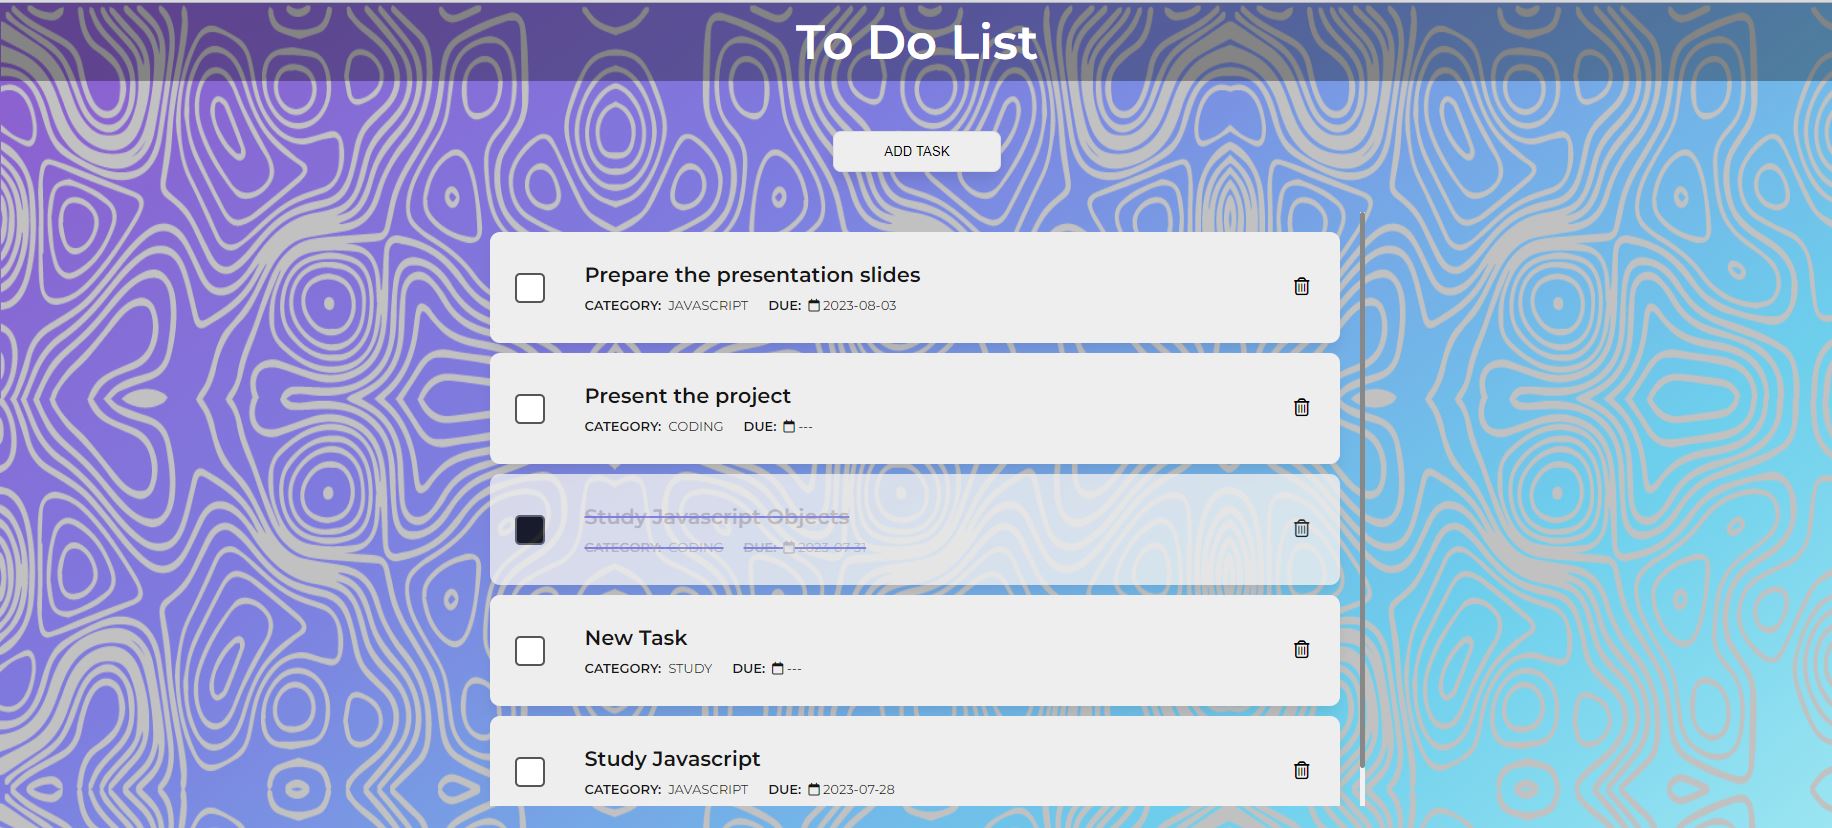 To Do List
ADD TASK
Prepare the presentation slides
CATEGORY: JAVASCRIPT DUE: 2023-08-03
Present the project
CATEGORY: CODING DUE: ---
Study Javascript Objects
CATEGORY: CODING DUE: 2023-07-31
New Task
CATEGORY: STUDY DUE: ---
Study Javascript
CATEGORY: JAVASCRIPT DUE: 2023-07-28